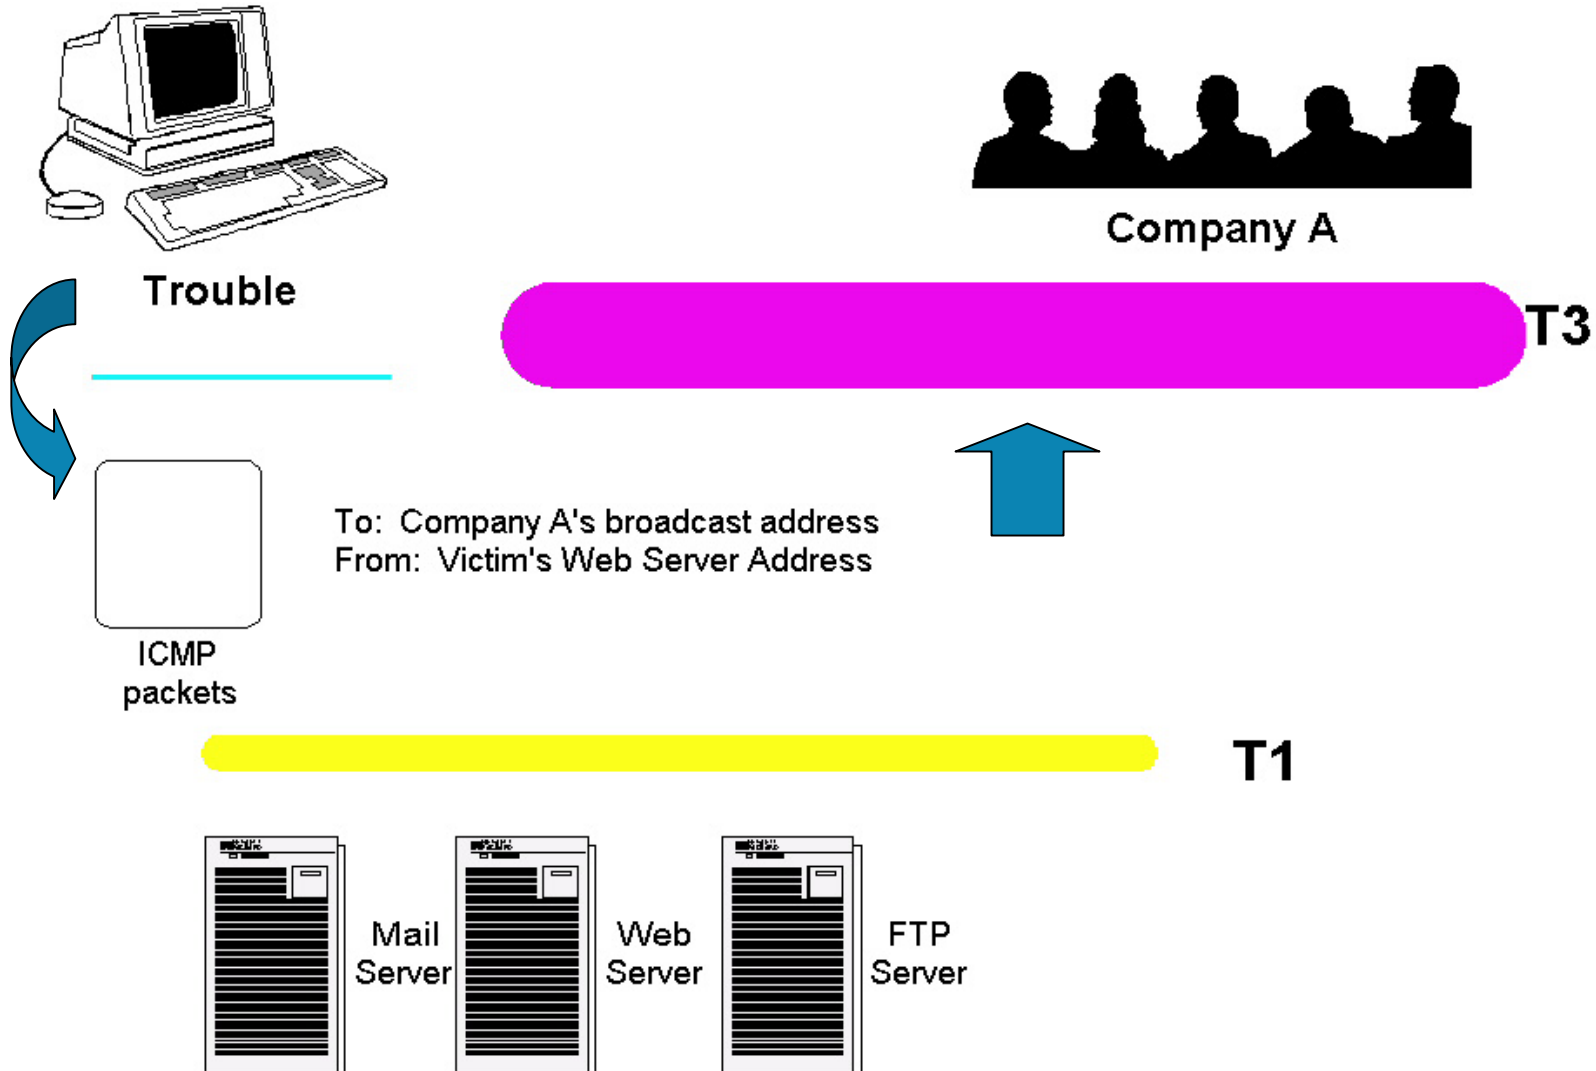 Company A
Trouble
T3
To: Company A's broadcast address
From: Victim's Web Server Address
ICMP
packets
T1
Mail
Server
Web
Server
FTP
Server